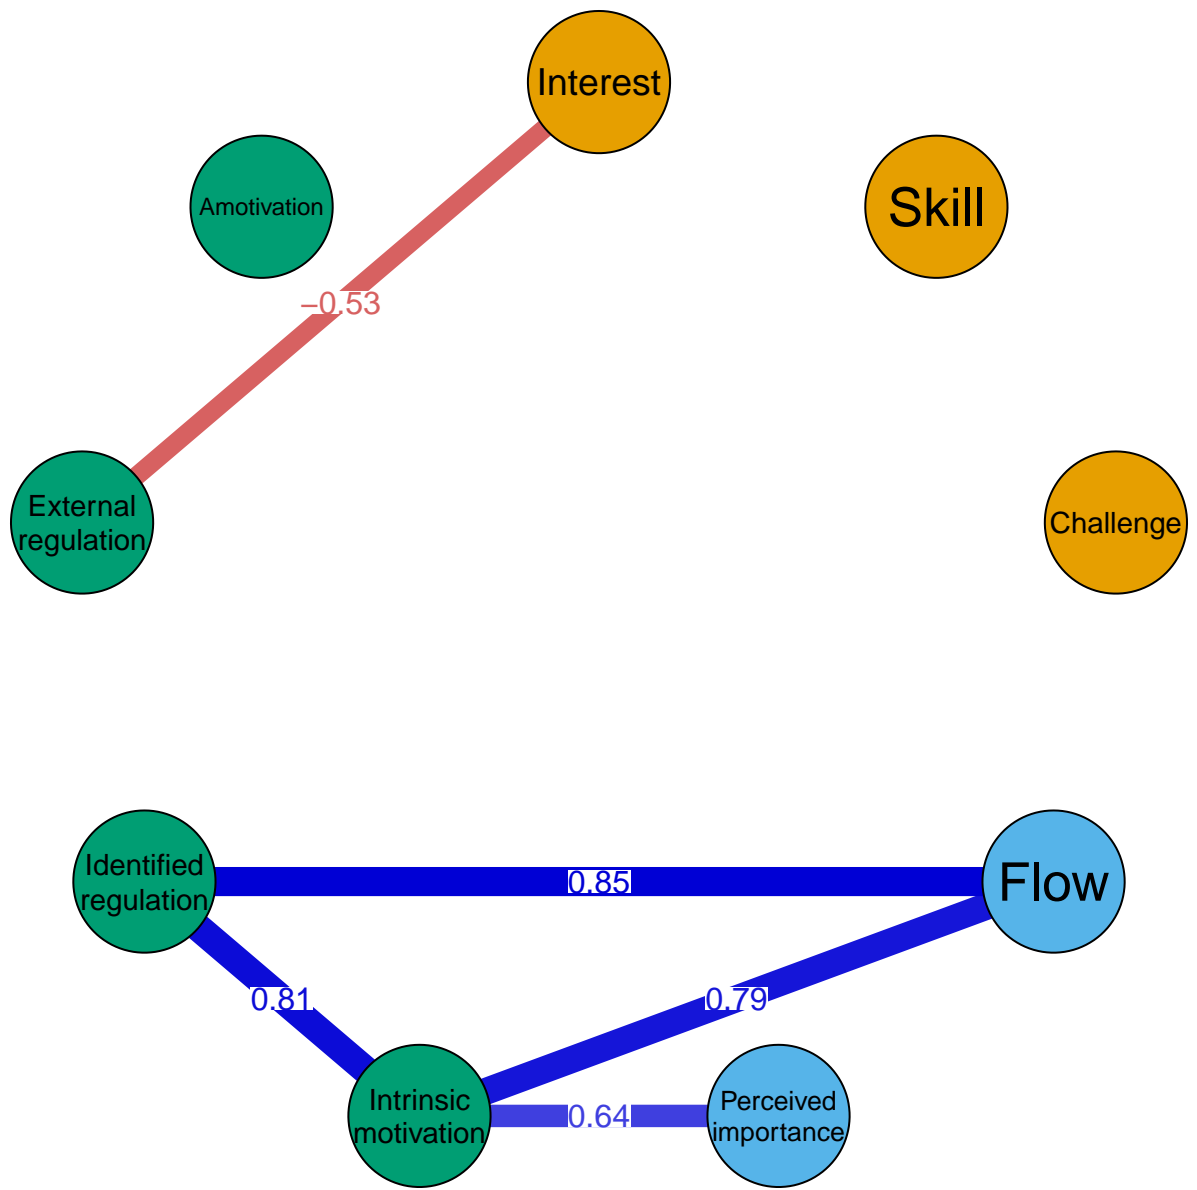 Interest
Amotivation
Skill
−0.53
External
regulation
Challenge
Identified
regulation
0.85
Flow
0.81
0.79
Intrinsic
motivation
0.64
Perceived
importance